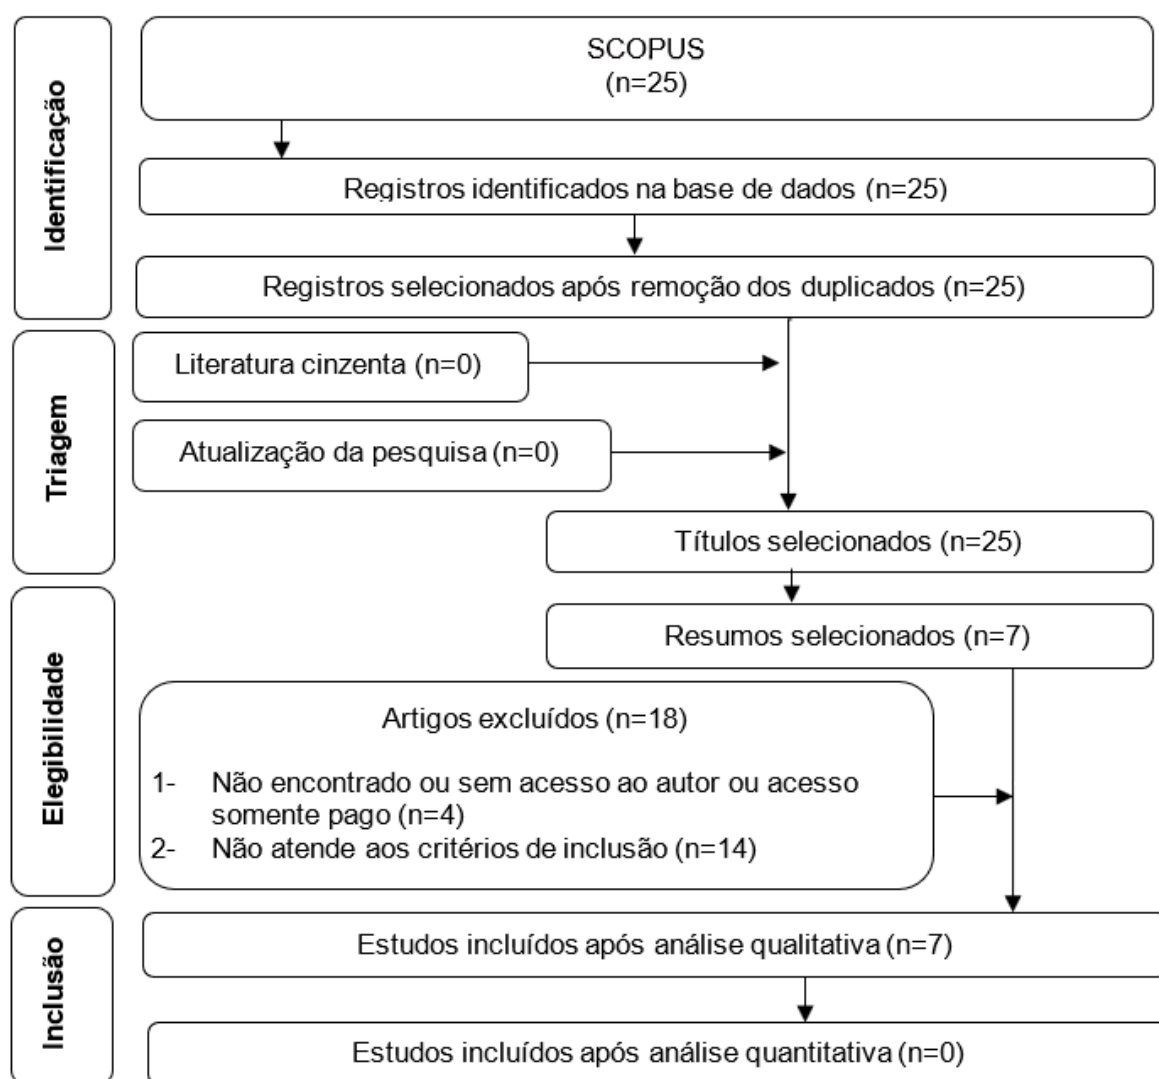 Identificação
SCOPUS
(n=25)
Registros identificados na base de dados (n=25)
Registros selecionados após remoção dos duplicados (n=25)
Triagem
Literatura cinzenta (n=0)
Atualização da pesquisa (n=0)
Títulos selecionados (n=25)
Elegibilidade
Resumos selecionados (n=7)
Artigos excluídos (n=18)
1- Não encontrado ou sem acesso ao autor ou acesso
somente pago (n=4)
2- Não atende aos critérios de inclusão (n=14)
Inclusão
Estudos incluídos após análise qualitativa (n=7)
Estudos incluídos após análise quantitativa (n=0)